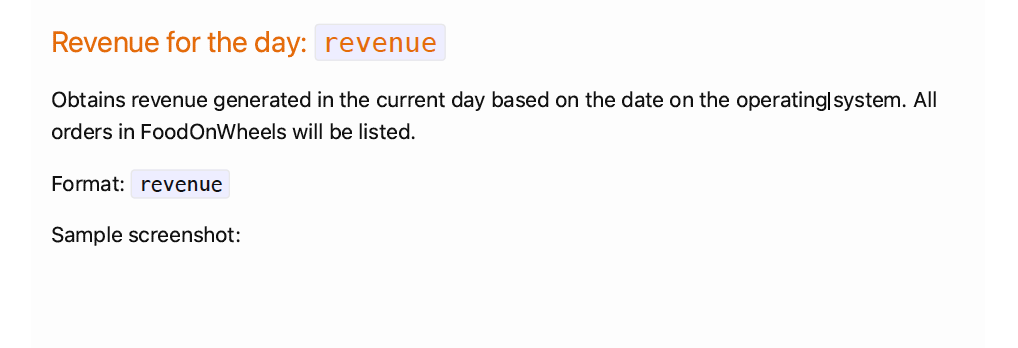 Revenue for the day: revenue
Obtains revenue generated in the current day based on the date on the operating system. All
orders in FoodOnWheels will be listed.
Format: revenue
Sample screenshot: